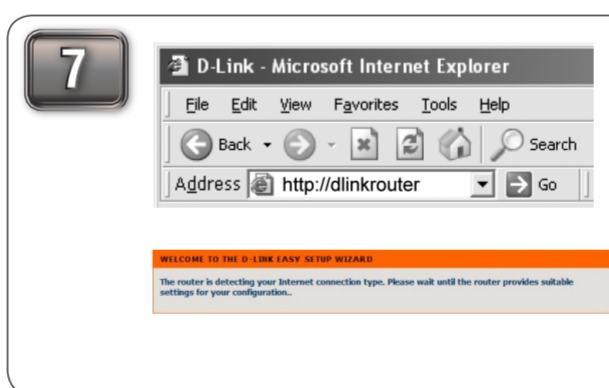 7
D-Link - Microsoft Internet Explorer
File Edit View Favorites Tools Help
Back Search
Address http://dlinkrouter Go
WELCOME TO THE D-LINK EASY SETUP WIZARD
The router is detecting your Internet connection type. Please wait until the router provides suitable
settings for your configuration..